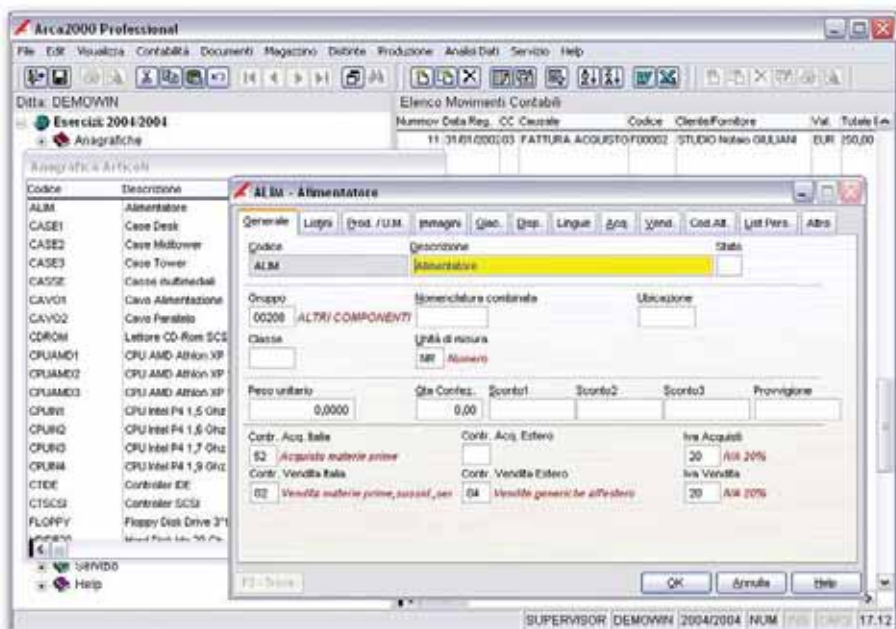 Arca2000 Professional
File Edit Visualizza Contabilità Documenti Magazzino Distinte Produzione Analisi Dati Servizio Help
Ditta: DEMOWIN
Elenco Movimenti Contabili
Esercizi: 2004/2004
Nummov Data Reg. CC Causale Codice Cliente/Fornitore Val. Totale
Anagrafiche
11 31/01/2002 03 FATTURA ACQUISTO F00002 STUDIO Notaio GIULIANI EUR 250,00
Anagrafica Articoli
Codice Descrizione
ALIM Alimentatore
CASE1 Case Desk
CASE2 Case Miditower
CASE3 Case Tower
CASSE Casse multimediali
CAVO1 Cavo Alimentazione
CAVO2 Cavo Parallelo
CDROM Lettore CD-Rom SCS
CPUAMD1 CPU AMD Athlon XP
CPUAMD2 CPU AMD Athlon XP
CPUAMD3 CPU AMD Athlon XP
CPUIN1 CPU Intel P4 1,5 Ghz
CPUIN2 CPU Intel P4 1,6 Ghz
CPUIN3 CPU Intel P4 1,7 Ghz
CPUIN4 CPU Intel P4 1,9 Ghz
CTIDE Controller IDE
CTSCSI Controller SCSI
FLOPPY Floppy Disk Drive 3"
Servizio
Help
ALIM - Alimentatore
Generale Listini Prod. / U.M. Immagini Giac. Disp. Lingue Acq. Vend. Cod.Alt. List.Pers. Altro
Codice Descrizione Stato
ALIM Alimentatore
Gruppo Nomenclatura combinata Ubicazione
00208 ALTRI COMPONENTI
Classe Unità di misura
NR Numero
Peso unitario Qta Confez. Sconto1 Sconto2 Sconto3 Provvigione
0,0000 0,00
Contr. Acq. Italia Contr. Acq. Estero Iva Acquisti
52 Acquisto materie prime 20 IVA 20%
Contr. Vendita Italia Contr. Vendita Estero Iva Vendita
02 Vendita materie prime,sussid.,ser 04 Vendite generiche all'estero 20 IVA 20%
OK Annulla Help
SUPERVISOR DEMOWIN 2004/2004 NUM INS CAPS 17.12